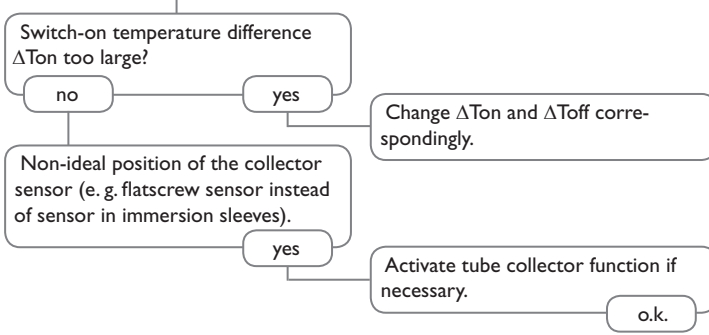 Switch-on temperature difference
ΔTon too large?
no
yes
Change ΔTon and ΔToff corre-
spondingly.
Non-ideal position of the collector
sensor (e. g. flatscrew sensor instead
of sensor in immersion sleeves).
yes
Activate tube collector function if
necessary.
o.k.